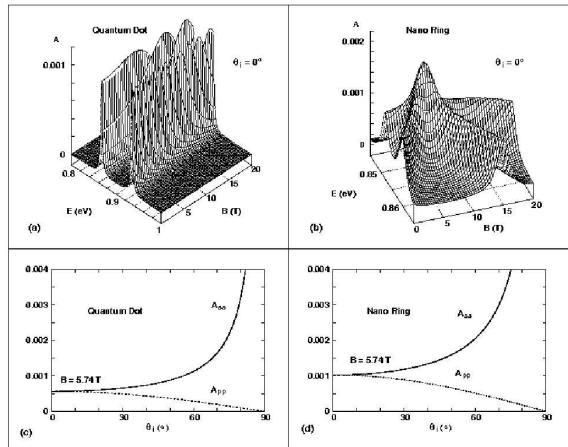 A
Quantum Dot
θi = 0°
0.001
0
0.8
0.9
1
E (eV)
0
5
10
15
20
B (T)
(a)
A
0.002
Nano Ring
θi = 0°
0.001
0
0.85
0.86
E (eV)
0
5
10
15
20
B (T)
(b)
0.004
0.003
0.002
0.001
0
Quantum Dot
Ass
B = 5.74 T
App
0
30
60
90
θi (°)
(c)
0.004
0.003
0.002
0.001
0
Nano Ring
Ass
B = 5.74 T
App
0
30
60
90
θi (°)
(d)